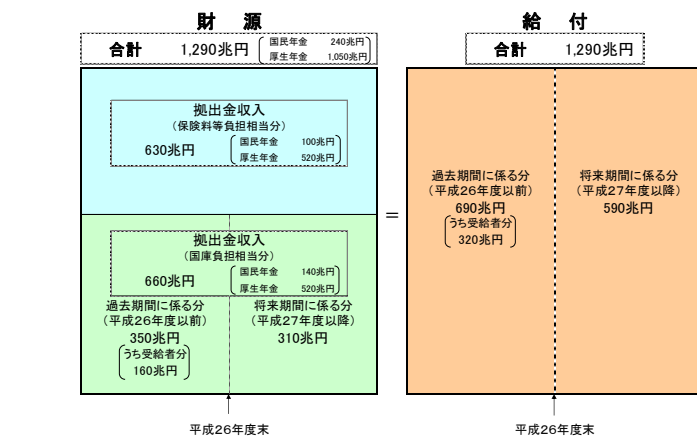 財 源
合計 1,290兆円 国民年金 240兆円
厚生年金 1,050兆円
拠出金収入
(保険料等負担相当分)
630兆円 国民年金 100兆円
厚生年金 520兆円
拠出金収入
(国庫負担相当分)
660兆円 国民年金 140兆円
厚生年金 520兆円
過去期間に係る分
(平成26年度以前)
350兆円
うち受給者分
160兆円
将来期間に係る分
(平成27年度以降)
310兆円
平成26年度末
=
給 付
合計 1,290兆円
過去期間に係る分
(平成26年度以前)
690兆円
うち受給者分
320兆円
将来期間に係る分
(平成27年度以降)
590兆円
平成26年度末